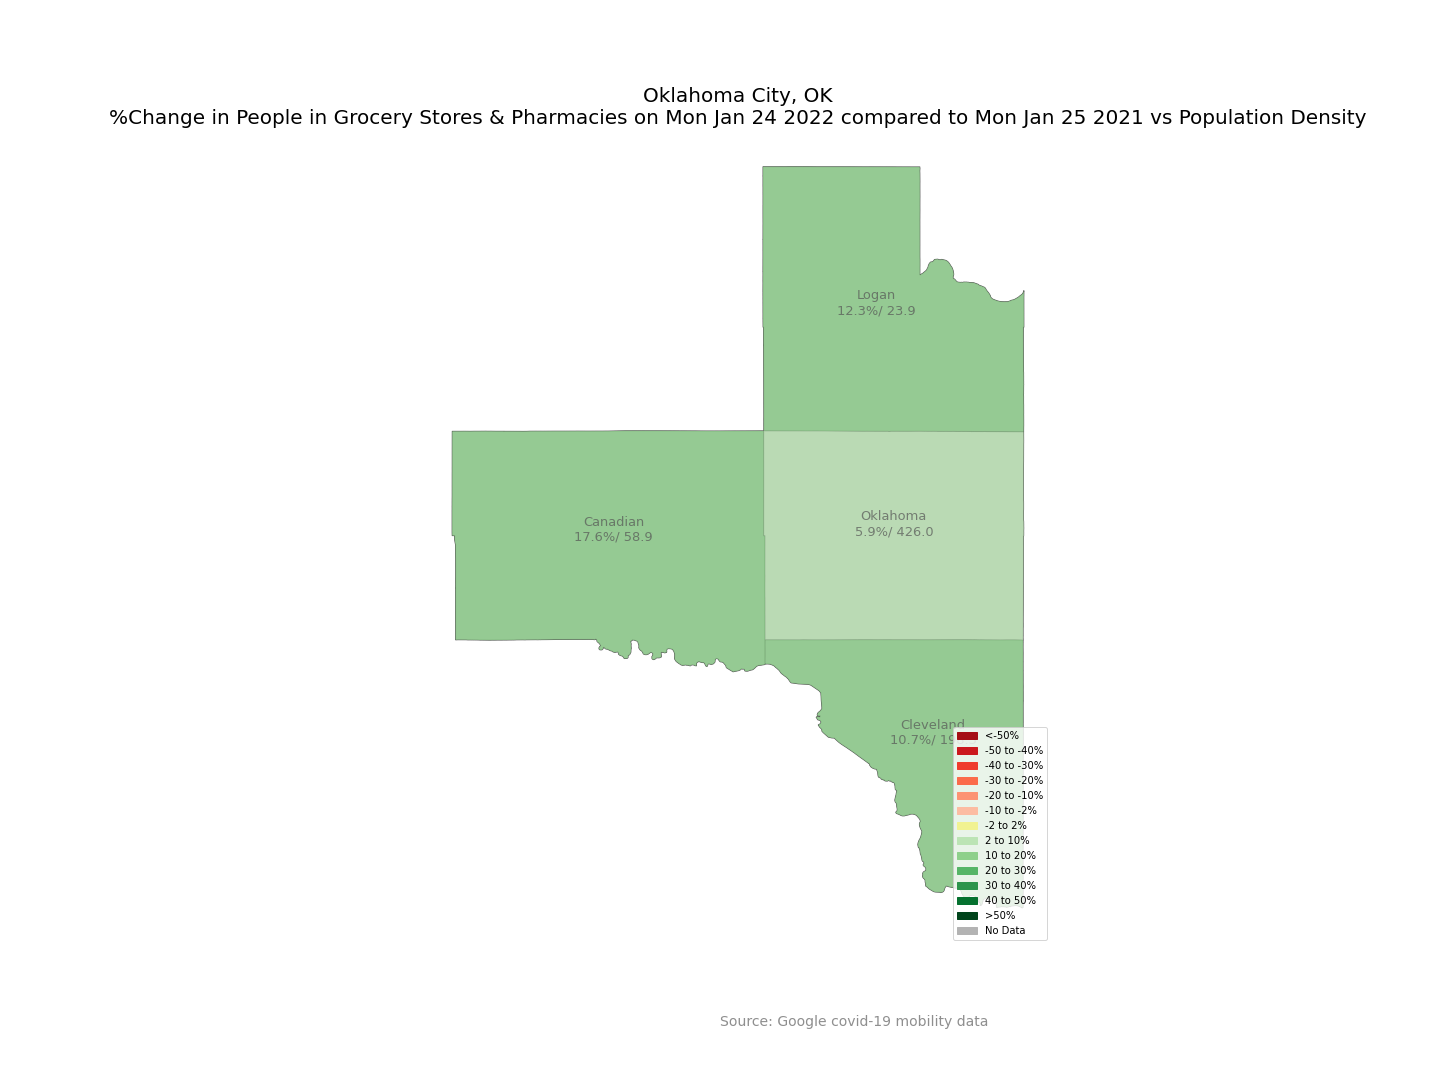 Oklahoma City, OK
%Change in People in Grocery Stores & Pharmacies on Mon Jan 24 2022 compared to Mon Jan 25 2021 vs Population Density
Logan
12.3%/ 23.9
Canadian
17.6%/ 58.9
Oklahoma
5.9%/ 426.0
Cleveland
10.7%/
<-50%
-50 to -40%
-40 to -30%
-30 to -20%
-20 to -10%
-10 to -2%
-2 to 2%
2 to 10%
10 to 20%
20 to 30%
30 to 40%
40 to 50%
>50%
No Data
Source: Google covid-19 mobility data